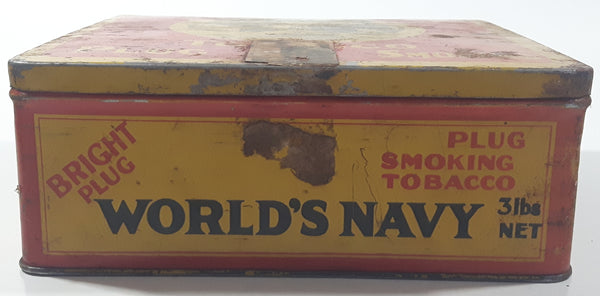 BRIGHT
PLUG
PLUG
SMOKING
TOBACCO
WORLD'S NAVY
3lbs
NET